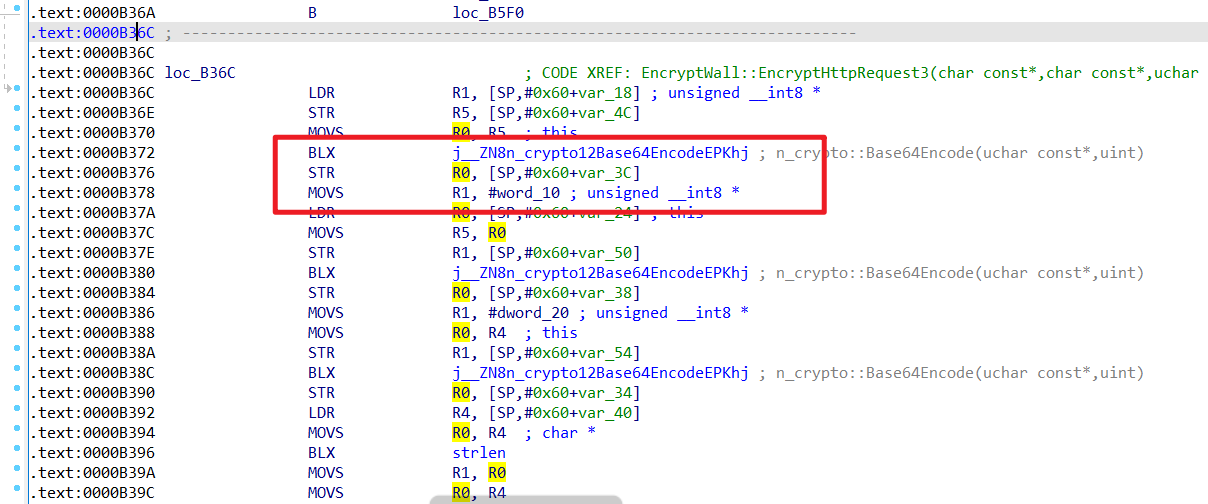 .text:0000B36A B loc_B5F0
.text:0000B36C ; ---------------------------------------------------------------------------
.text:0000B36C
.text:0000B36C loc_B36C ; CODE XREF: EncryptWall::EncryptHttpRequest3(char const*,char const*,uchar
.text:0000B36C LDR R1, [SP,#0x60+var_18] ; unsigned __int8 *
.text:0000B36E STR R5, [SP,#0x60+var_4C]
.text:0000B370 MOVS R0, R5 ; this
.text:0000B372 BLX j__ZN8n_crypto12Base64EncodeEPKhj ; n_crypto::Base64Encode(uchar const*,uint)
.text:0000B376 STR R0, [SP,#0x60+var_3C]
.text:0000B378 MOVS R1, #word_10 ; unsigned __int8 *
.text:0000B37A LDR R0, [SP,#0x60+var_24] ; this
.text:0000B37C MOVS R5, R0
.text:0000B37E STR R1, [SP,#0x60+var_50]
.text:0000B380 BLX j__ZN8n_crypto12Base64EncodeEPKhj ; n_crypto::Base64Encode(uchar const*,uint)
.text:0000B384 STR R0, [SP,#0x60+var_38]
.text:0000B386 MOVS R1, #dword_20 ; unsigned __int8 *
.text:0000B388 MOVS R0, R4 ; this
.text:0000B38A STR R1, [SP,#0x60+var_54]
.text:0000B38C BLX j__ZN8n_crypto12Base64EncodeEPKhj ; n_crypto::Base64Encode(uchar const*,uint)
.text:0000B390 STR R0, [SP,#0x60+var_34]
.text:0000B392 LDR R4, [SP,#0x60+var_40]
.text:0000B394 MOVS R0, R4 ; char *
.text:0000B396 BLX strlen
.text:0000B39A MOVS R1, R0
.text:0000B39C MOVS R0, R4